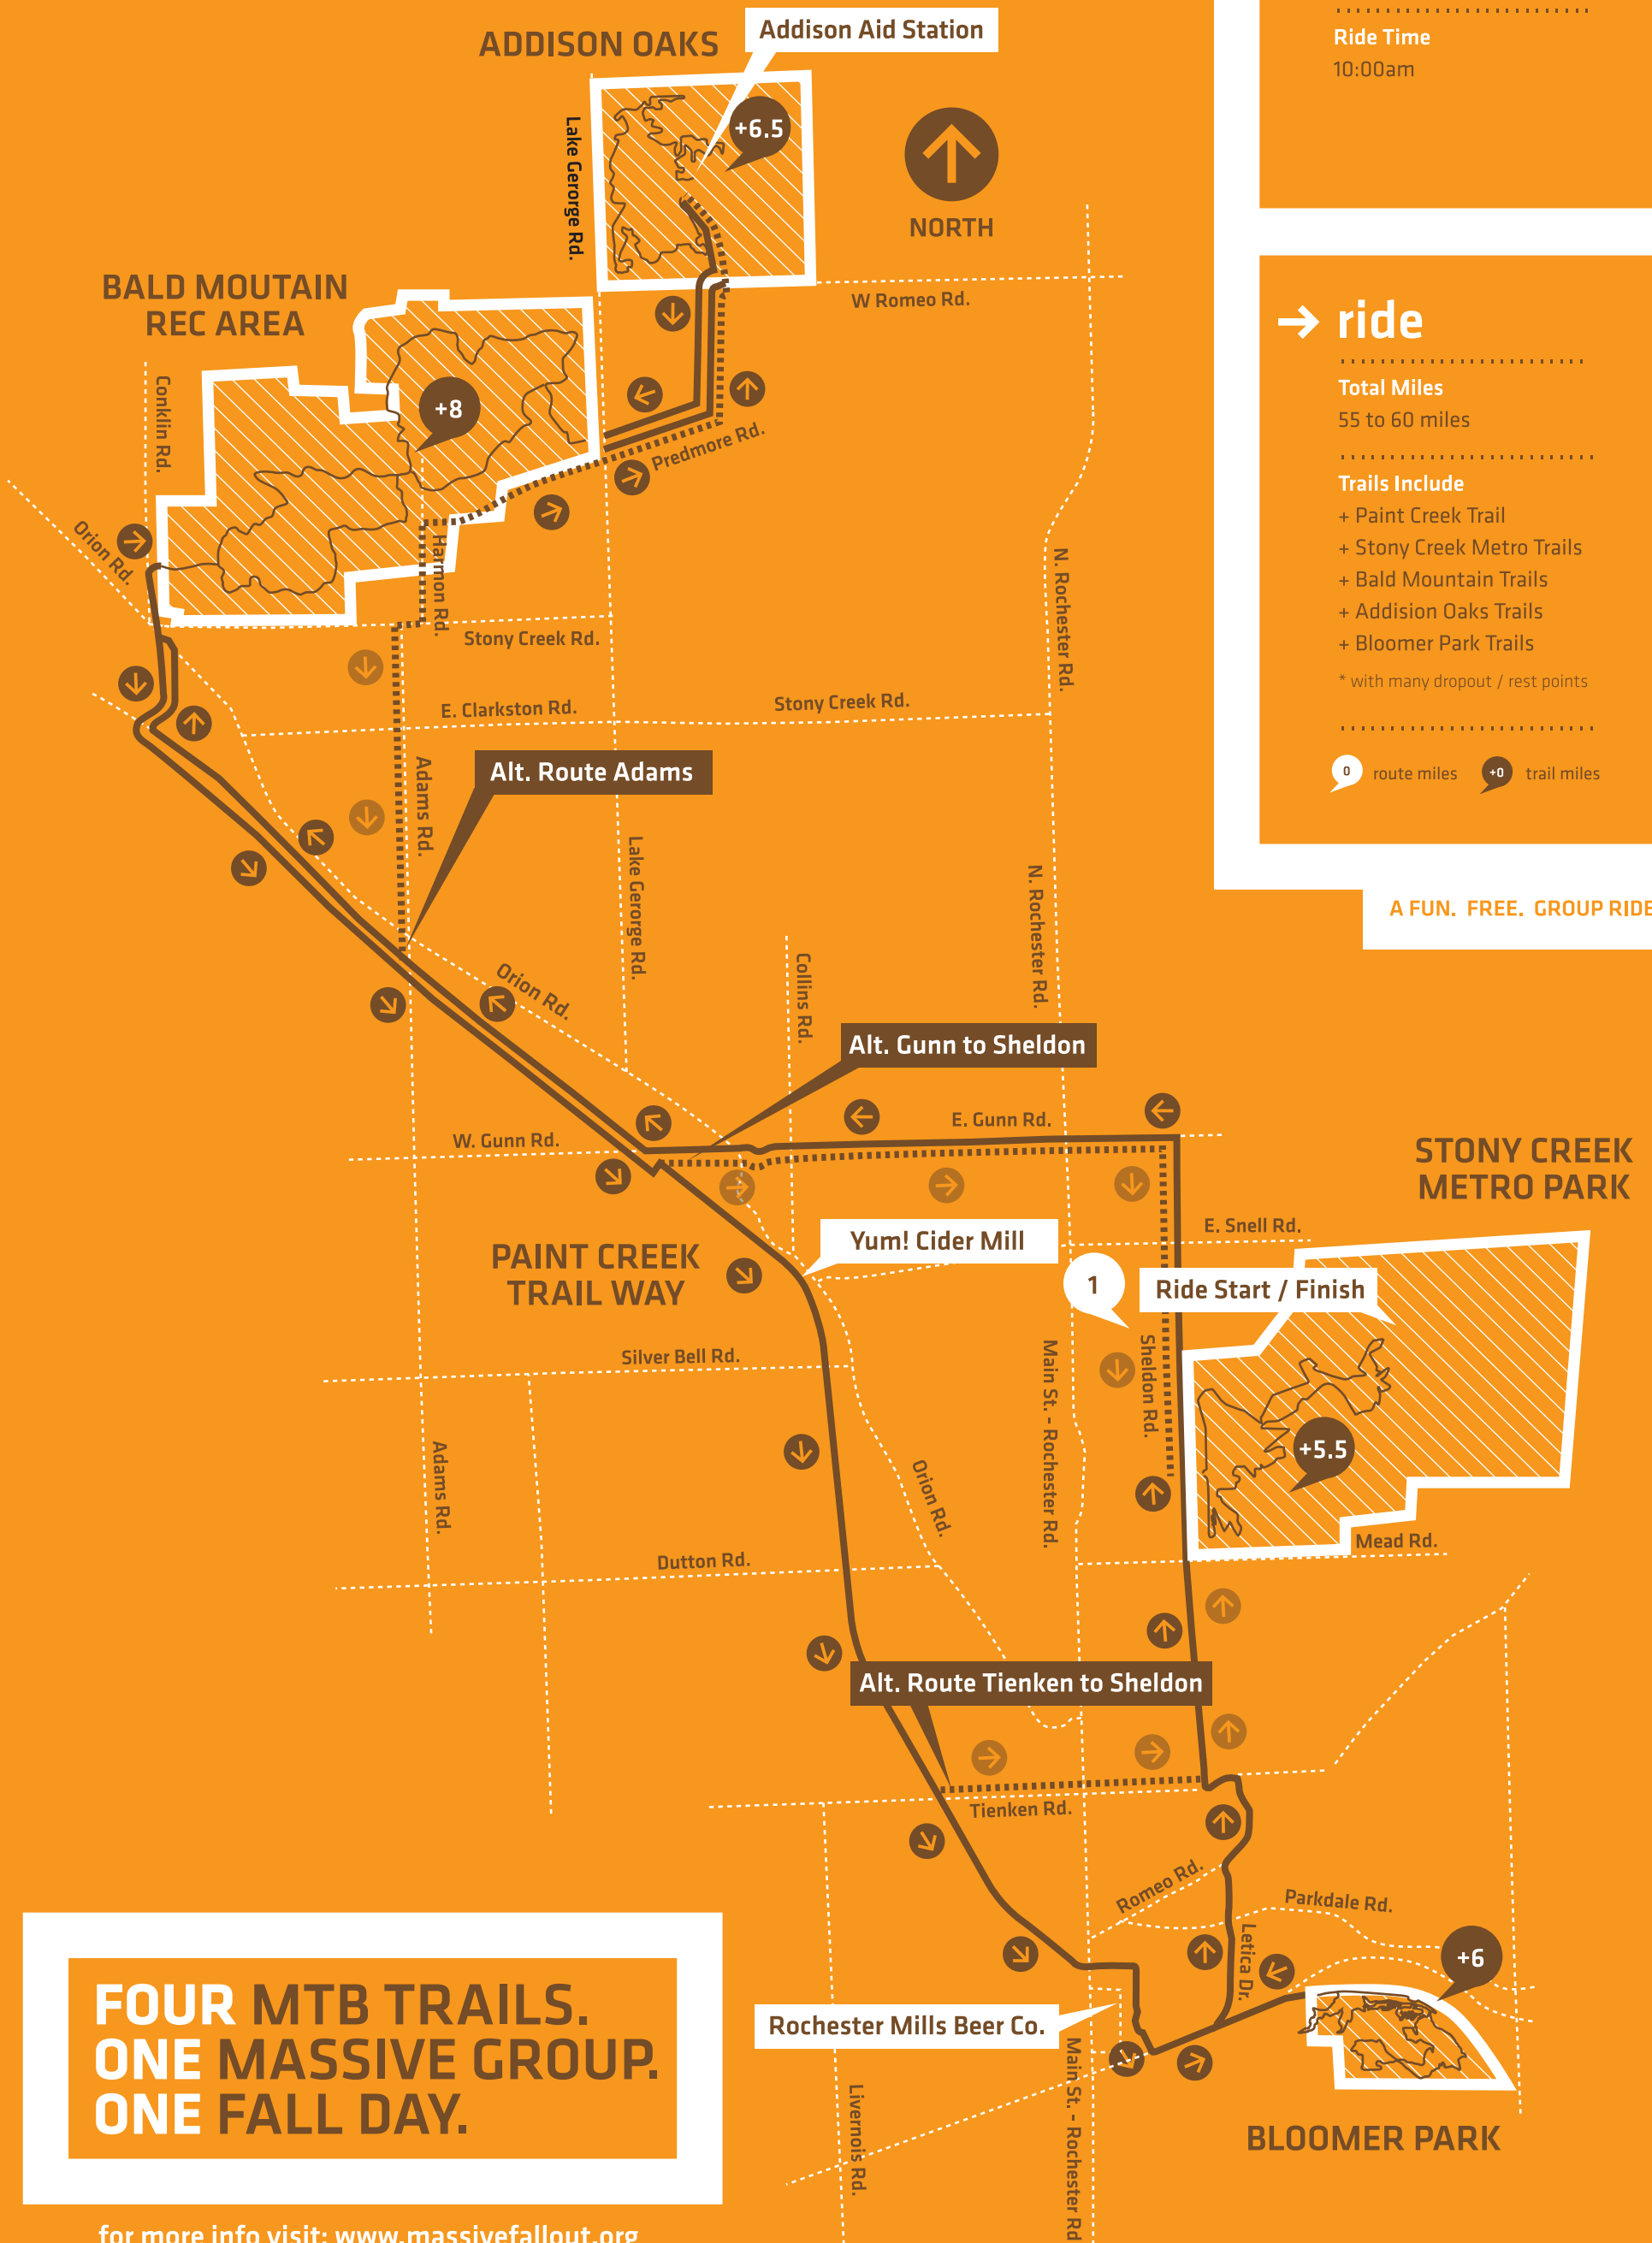 ADDISON OAKS
Addison Aid Station
+6.5
Lake Gerorge Rd.
NORTH
W Romeo Rd.
BALD MOUTAIN
REC AREA
+8
Conklin Rd.
Orion Rd.
Predmore Rd.
Harmon Rd.
Stony Creek Rd.
N. Rochester Rd.
E. Clarkston Rd.
Stony Creek Rd.
Alt. Route Adams
Adams Rd.
Lake Gerorge Rd.
N. Rochester Rd.
Orion Rd.
Collins Rd.
Alt. Gunn to Sheldon
W. Gunn Rd.
E. Gunn Rd.
STONY CREEK
METRO PARK
E. Snell Rd.
Yum! Cider Mill
PAINT CREEK
TRAIL WAY
1
Ride Start / Finish
Silver Bell Rd.
Main St. - Rochester Rd.
Sheldon Rd.
+5.5
Adams Rd.
Orion Rd.
Mead Rd.
Dutton Rd.
Alt. Route Tienken to Sheldon
Tienken Rd.
Romeo Rd.
Parkdale Rd.
Letica Dr.
+6
Rochester Mills Beer Co.
Main St. - Rochester Rd
Livernois Rd.
BLOOMER PARK
Ride Time
10:00am
ride
Total Miles
55 to 60 miles
Trails Include
+ Paint Creek Trail
+ Stony Creek Metro Trails
+ Bald Mountain Trails
+ Addision Oaks Trails
+ Bloomer Park Trails
* with many dropout / rest points
0 route miles +0 trail miles
A FUN. FREE. GROUP RIDE
FOUR MTB TRAILS.
ONE MASSIVE GROUP.
ONE FALL DAY.
for more info visit: www.massivefallout.org